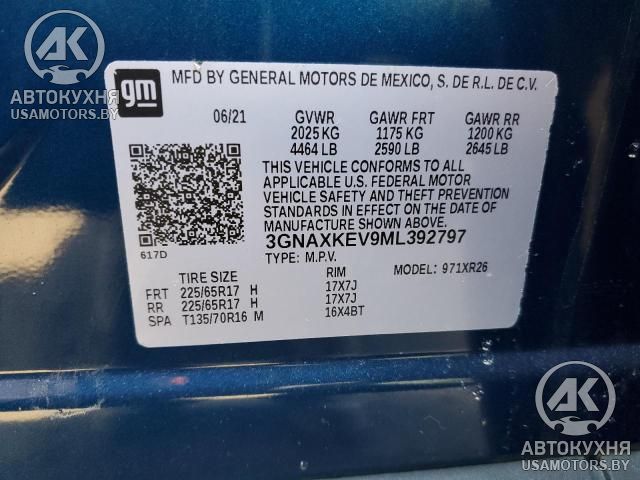 АК
АВТОКУХНЯ
USAMOTORS.BY
gm
MFD BY GENERAL MOTORS DE MEXICO, S. DE R.L. DE C.V.
06/21 GVWR GAWR FRT GAWR RR
2025 KG 1175 KG 1200 KG
4464 LB 2590 LB 2645 LB
THIS VEHICLE CONFORMS TO ALL
APPLICABLE U.S. FEDERAL MOTOR
VEHICLE SAFETY AND THEFT PREVENTION
STANDARDS IN EFFECT ON THE DATE OF
MANUFACTURE SHOWN ABOVE.
617D
3GNAXKEV9ML392797
TYPE: M.P.V. MODEL: 971XR26
TIRE SIZE RIM
FRT 225/65R17 H 17X7J
RR 225/65R17 H 17X7J
SPA T135/70R16 M 16X4BT
АК
АВТОКУХНЯ
USAMOTORS.BY